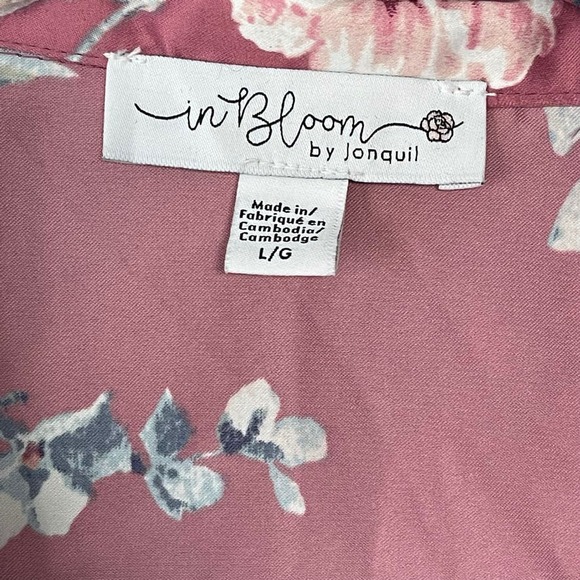 in Bloom
by Jonquil
Made in/
Fabriqué en
Cambodia/
Cambodge
L/G